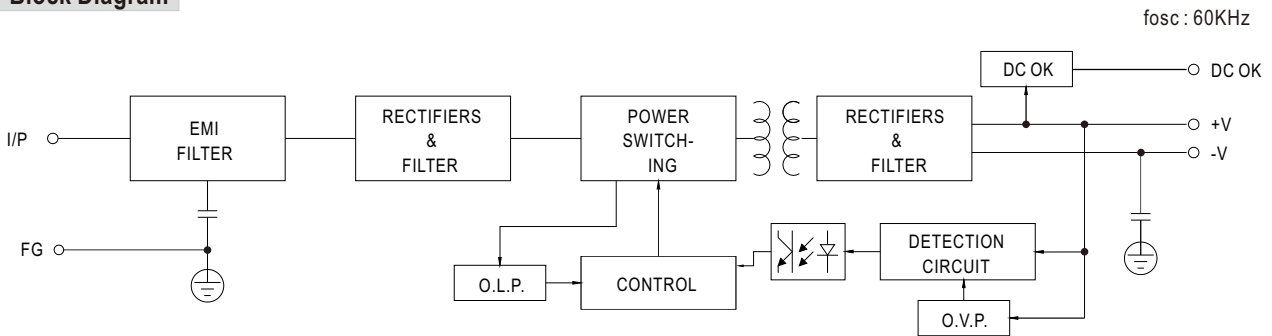 Block Diagram
fosc : 60KHz
DC OK
DC OK
I/P
EMI
FILTER
RECTIFIERS
&
FILTER
POWER
SWITCH-
ING
RECTIFIERS
&
FILTER
+V
-V
FG
O.L.P.
CONTROL
DETECTION
CIRCUIT
O.V.P.